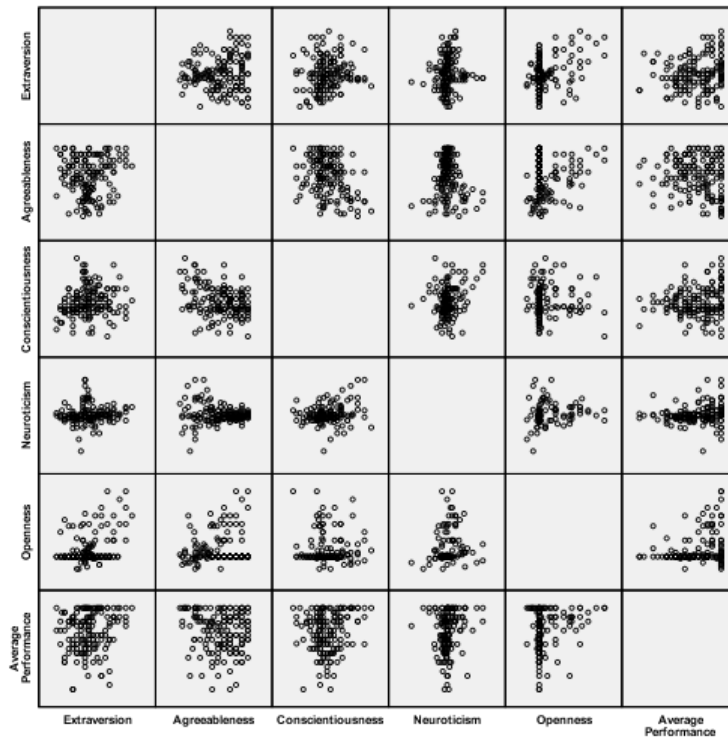 Extraversion
Agreeableness
Conscientiousness
Neuroticism
Openness
Average
Performance
Extraversion
Agreeableness
Conscientiousness
Neuroticism
Openness
Average
Performance